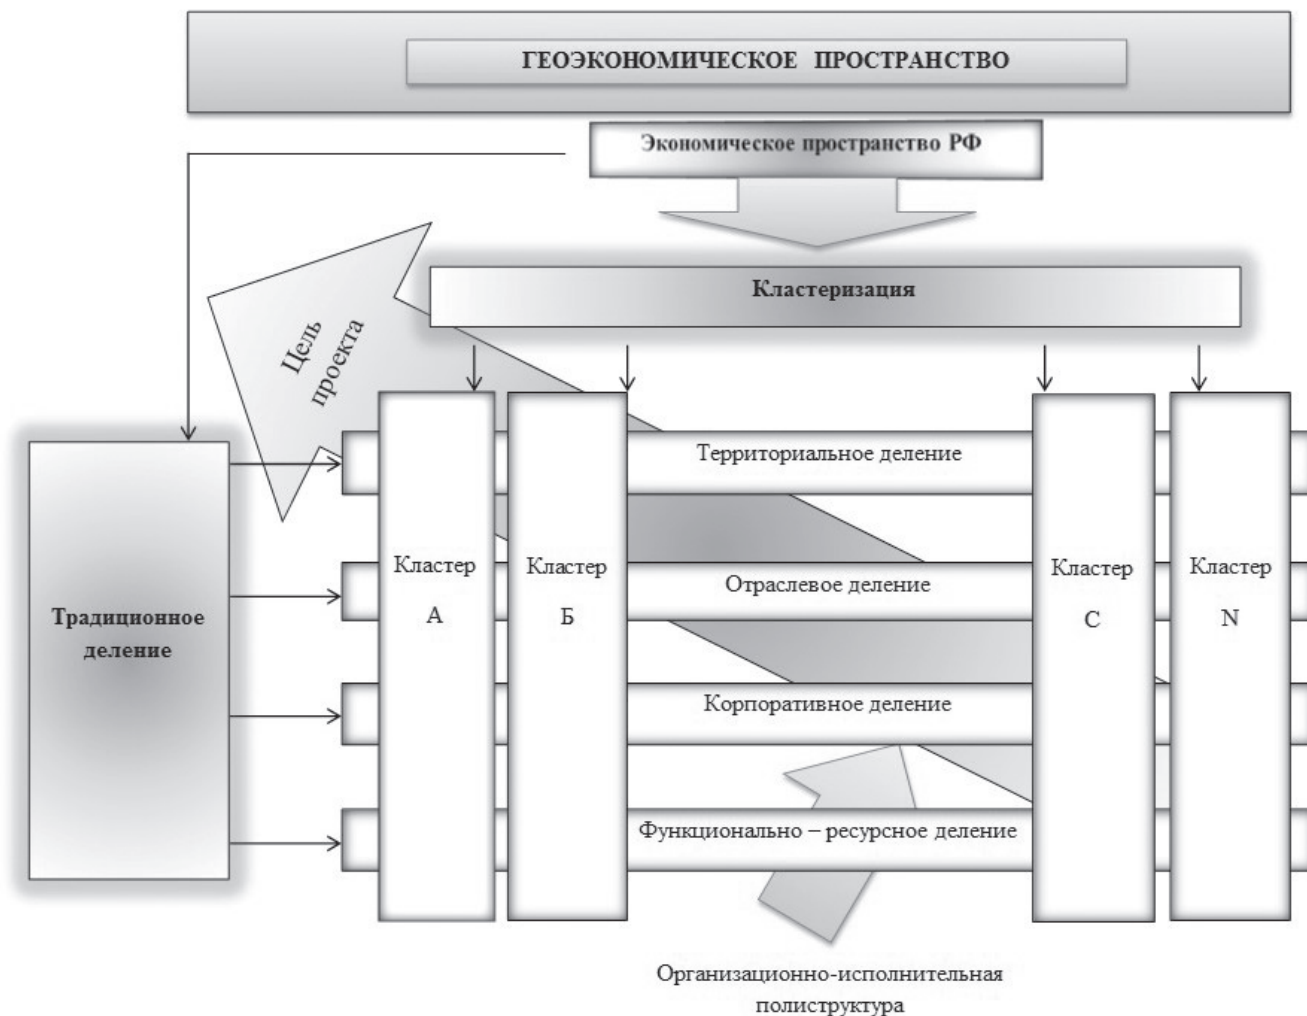 ГЕОЭКОНОМИЧЕСКОЕ ПРОСТРАНСТВО
Экономическое пространство РФ
Кластеризация
Цель
проекта
Традиционное
деление
Территориальное деление
Отраслевое деление
Корпоративное деление
Функционально – ресурсное деление
Кластер
А
Кластер
Б
Кластер
С
Кластер
N
Организационно-исполнительная
полиструктура